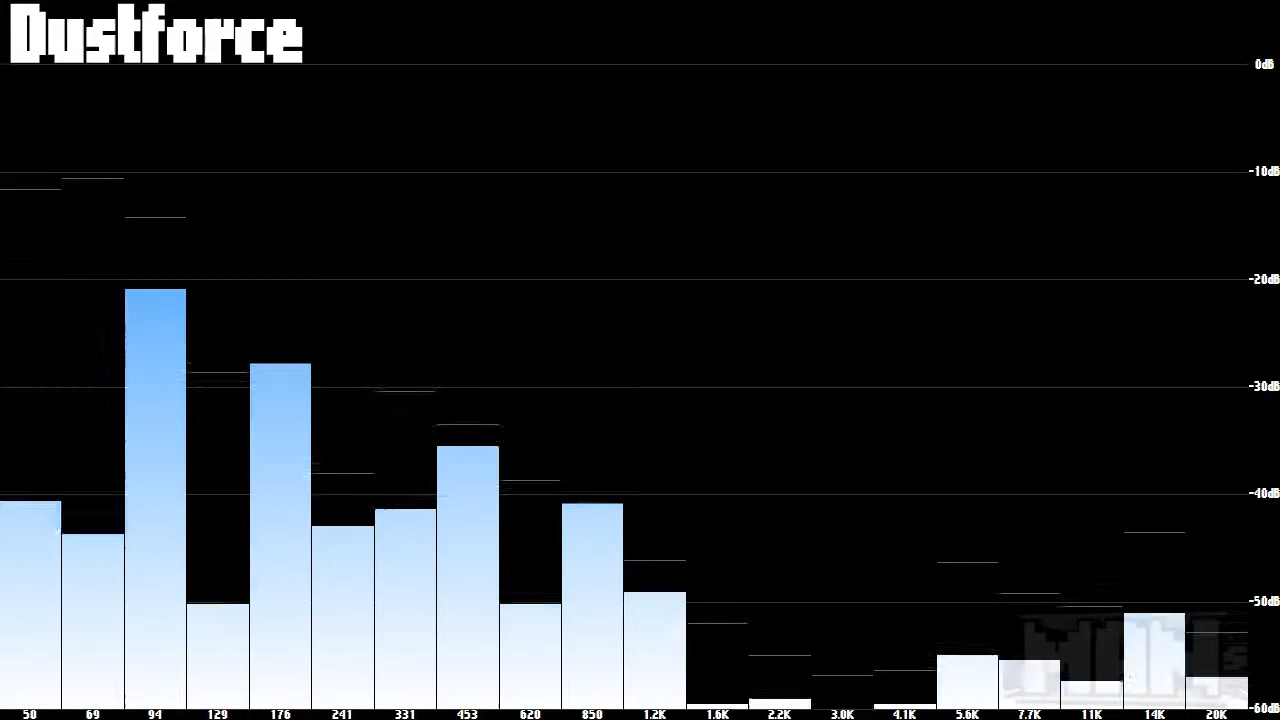 Dustforce
0dB
-10dB
-20dB
-30dB
-40dB
-50dB
-60dB
50 69 94 129 176 241 331 453 620 850 1.2K 1.6K 2.2K 3.0K 4.1K 5.6K 7.7K 11K 14K 20K